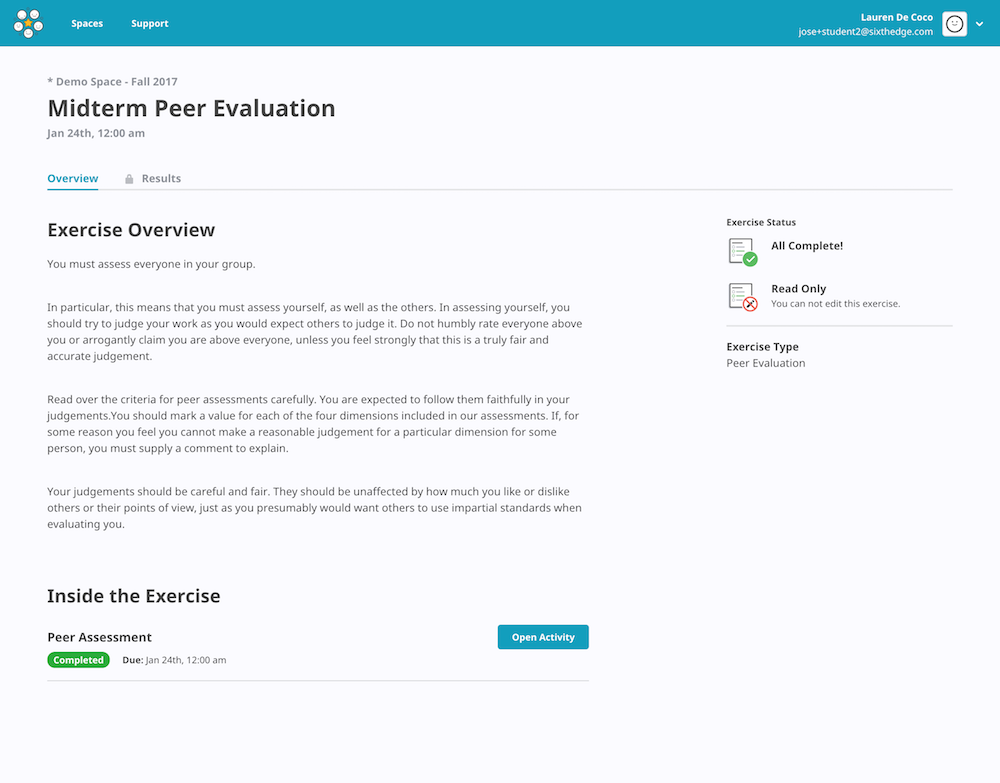 Spaces Support
Lauren De Coco
jose+student2@sixthedge.com
* Demo Space - Fall 2017
Midterm Peer Evaluation
Jan 24th, 12:00 am
Overview Results
Exercise Overview
You must assess everyone in your group.
In particular, this means that you must assess yourself, as well as the others. In assessing yourself, you
should try to judge your work as you would expect others to judge it. Do not humbly rate everyone above
you or arrogantly claim you are above everyone, unless you feel strongly that this is a truly fair and
accurate judgement.
Read over the criteria for peer assessments carefully. You are expected to follow them faithfully in your
judgements.You should mark a value for each of the four dimensions included in our assessments. If, for
some reason you feel you cannot make a reasonable judgement for a particular dimension for some
person, you must supply a comment to explain.
Your judgements should be careful and fair. They should be unaffected by how much you like or dislike
others or their points of view, just as you presumably would want others to use impartial standards when
evaluating you.
Inside the Exercise
Peer Assessment
Completed Due: Jan 24th, 12:00 am
Open Activity
Exercise Status
All Complete!
Read Only
You can not edit this exercise.
Exercise Type
Peer Evaluation